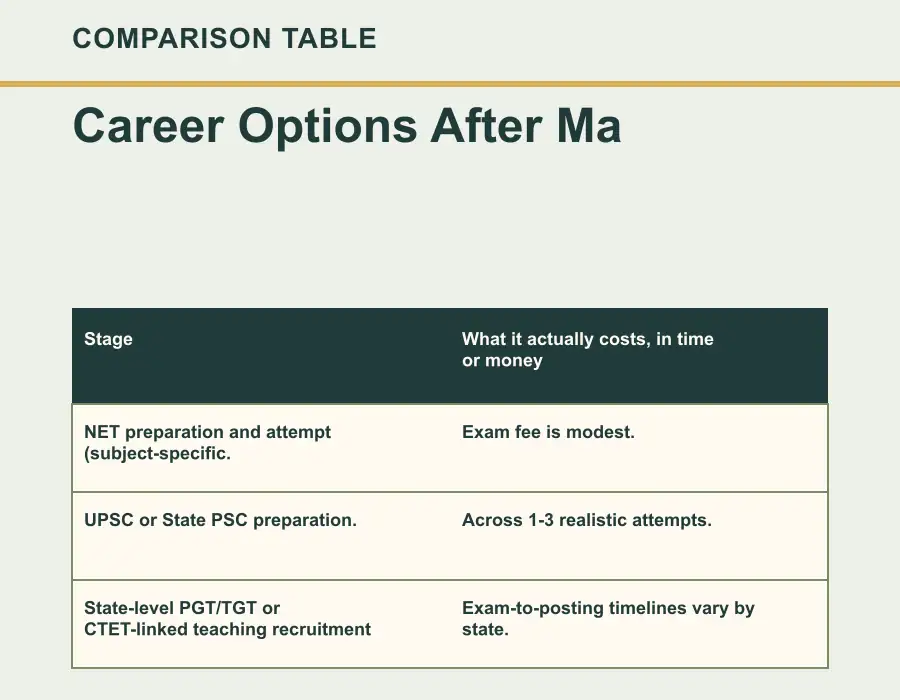 COMPARISON TABLE
Career Options After Ma
Stage
What it actually costs, in time
or money
NET preparation and attempt
(subject-specific.
Exam fee is modest.
UPSC or State PSC preparation.
Across 1-3 realistic attempts.
State-level PGT/TGT or
CTET-linked teaching recruitment
Exam-to-posting timelines vary by
state.